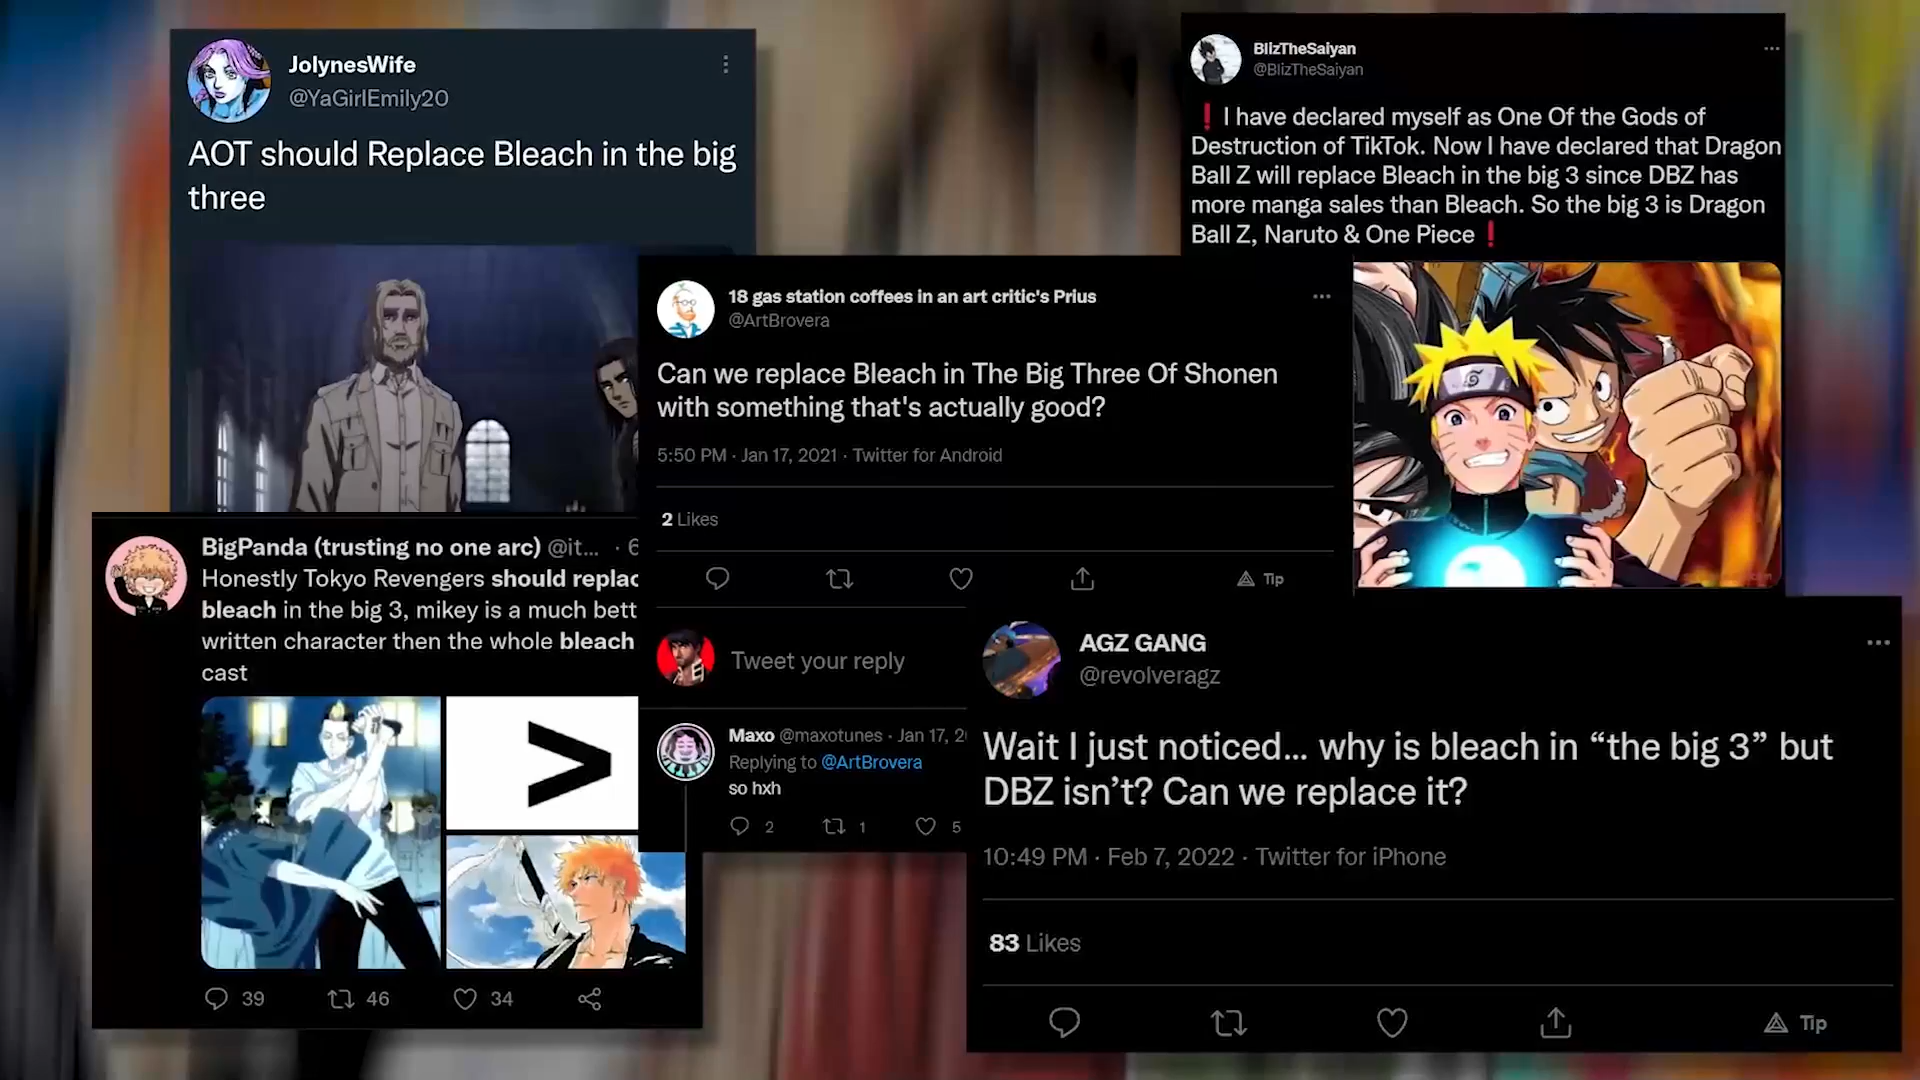 JolynesWife
@YaGirlEmily20
AOT should Replace Bleach in the big
three
BlizTheSaiyan
@BlizTheSaiyan
❗I have declared myself as One Of the Gods of
Destruction of TikTok. Now I have declared that Dragon
Ball Z will replace Bleach in the big 3 since DBZ has
more manga sales than Bleach. So the big 3 is Dragon
Ball Z, Naruto & One Piece❗
18 gas station coffees in an art critic's Prius
@ArtBrovera
Can we replace Bleach in The Big Three Of Shonen
with something that's actually good?
5:50 PM · Jan 17, 2021 · Twitter for Android
2 Likes
Tip
Tweet your reply
Maxo @maxotunes · Jan 17, 2
Replying to @ArtBrovera
so hxh
2 1 5
BigPanda (trusting no one arc) @it... · 6
Honestly Tokyo Revengers should replac
bleach in the big 3, mikey is a much bett
written character then the whole bleach
cast
>
39 46 34
AGZ GANG
@revolveragz
Wait I just noticed... why is bleach in “the big 3” but
DBZ isn’t? Can we replace it?
10:49 PM · Feb 7, 2022 · Twitter for iPhone
83 Likes
Tip